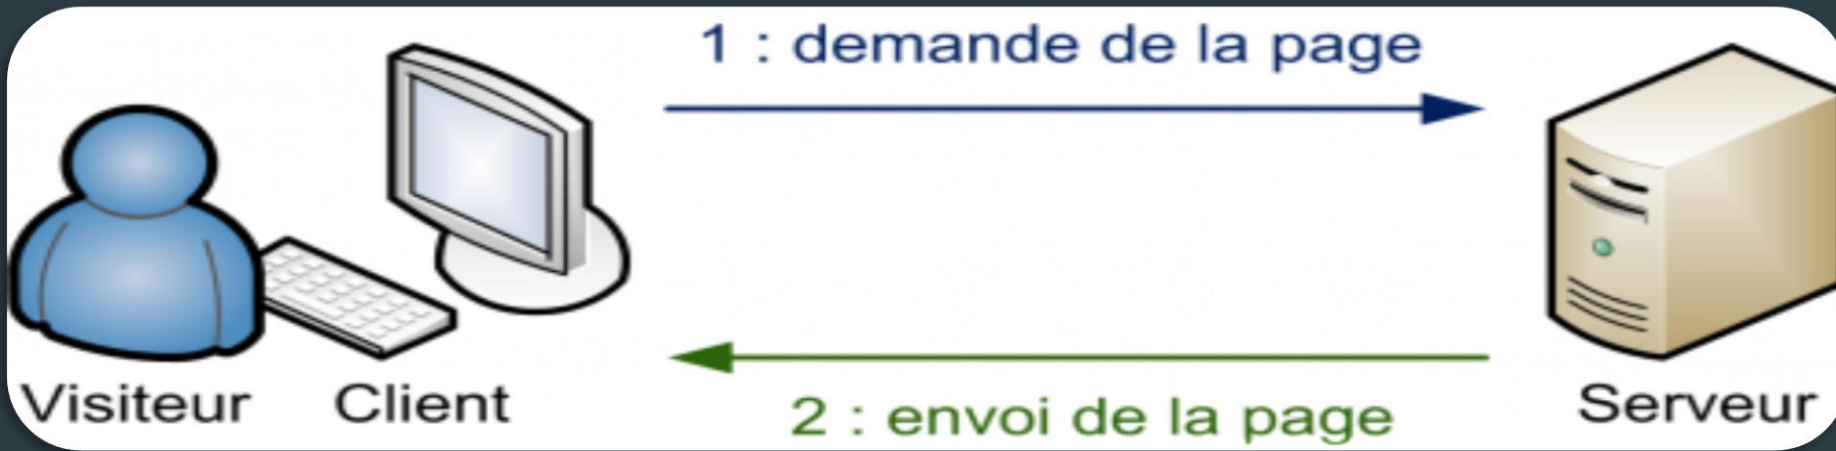 1 : demande de la page
Visiteur
Client
2 : envoi de la page
Serveur